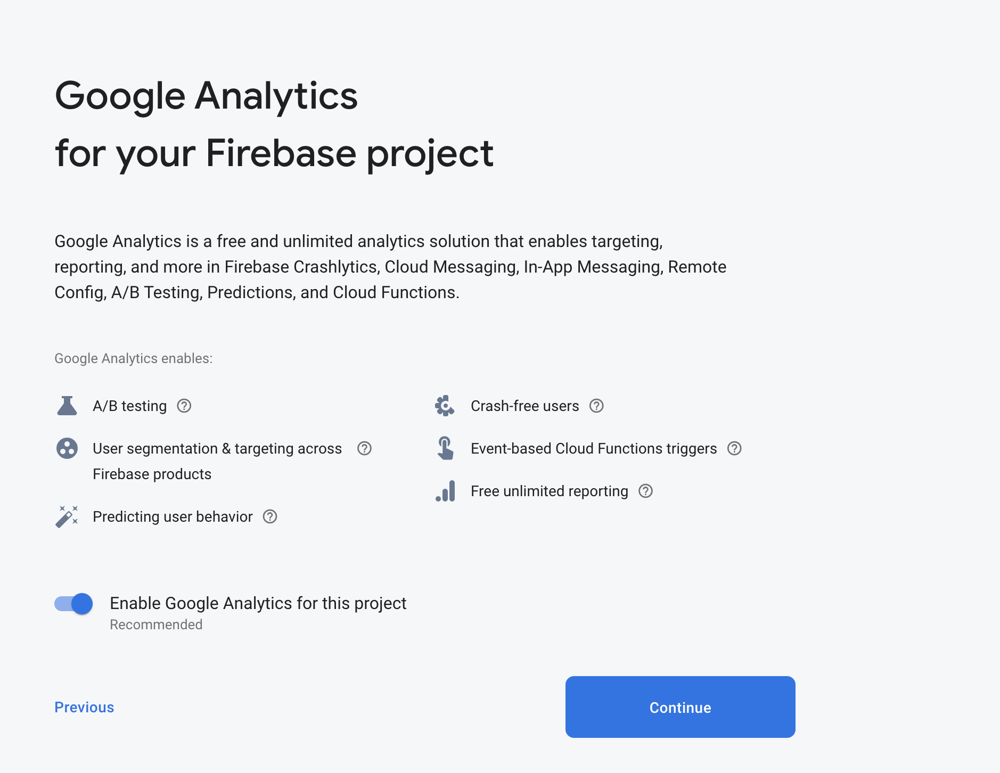 Google Analytics
for your Firebase project
Google Analytics is a free and unlimited analytics solution that enables targeting,
reporting, and more in Firebase Crashlytics, Cloud Messaging, In-App Messaging, Remote
Config, A/B Testing, Predictions, and Cloud Functions.
Google Analytics enables:
A/B testing
User segmentation & targeting across
Firebase products
Predicting user behavior
Crash-free users
Event-based Cloud Functions triggers
Free unlimited reporting
Enable Google Analytics for this project
Recommended
Previous
Continue